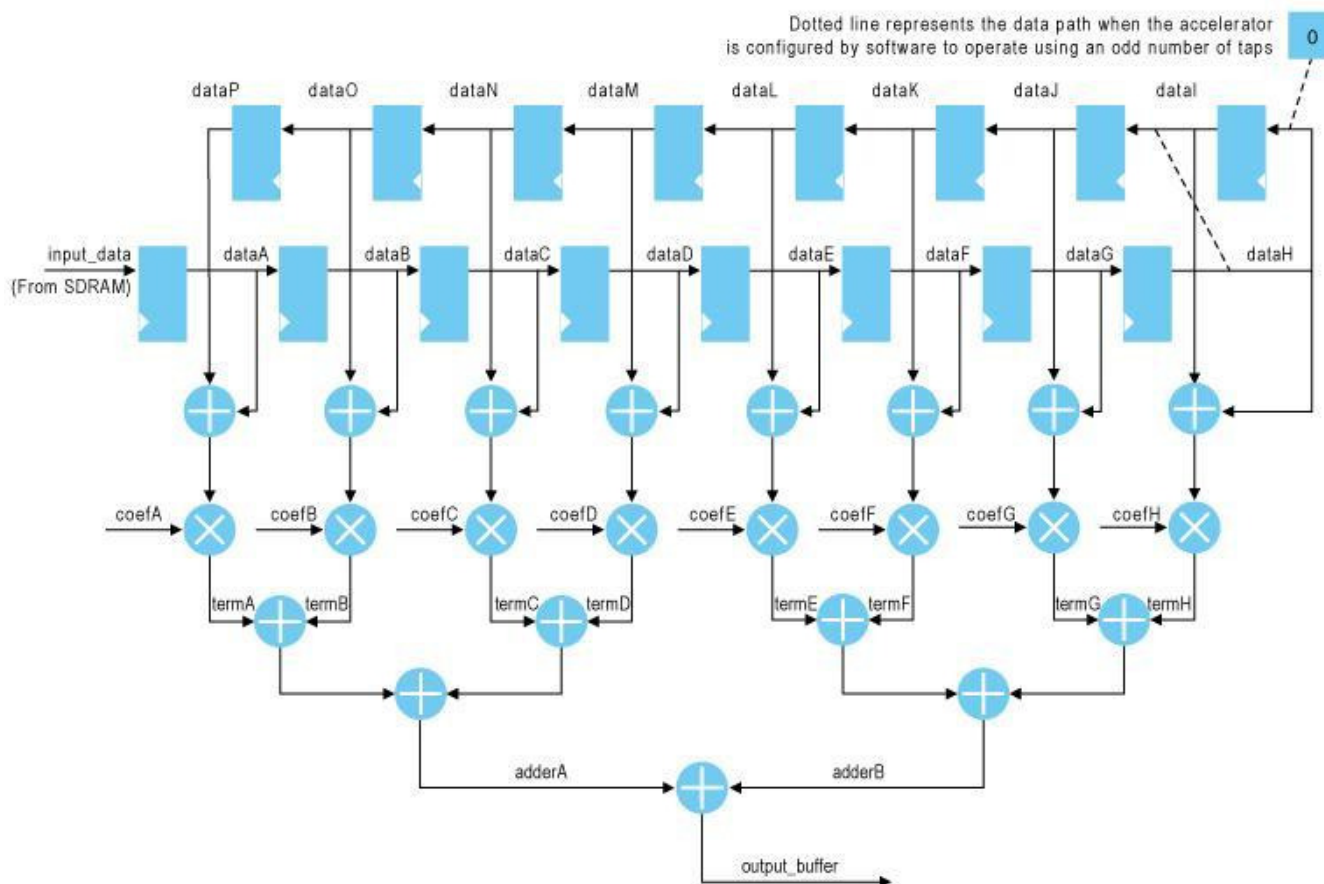 Dotted line represents the data path when the accelerator
is configured by software to operate using an odd number of taps
0
dataP
dataO
dataN
dataM
dataL
dataK
dataJ
dataI
input_data
(From SDRAM)
dataA
dataB
dataC
dataD
dataE
dataF
dataG
dataH
coefA
coefB
coefC
coefD
coefE
coefF
coefG
coefH
termA
termB
termC
termD
termE
termF
termG
termH
adderA
adderB
output_buffer